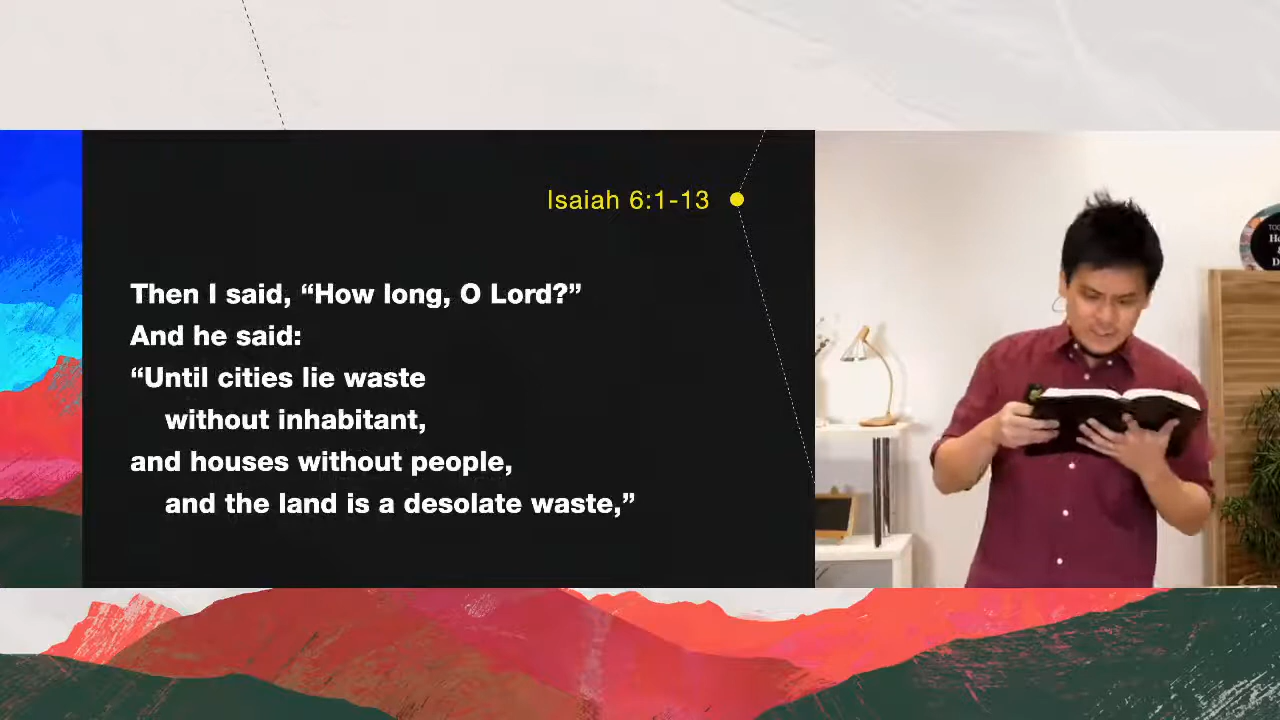 Isaiah 6:1-13
Then I said, “How long, O Lord?”
And he said:
“Until cities lie waste
without inhabitant,
and houses without people,
and the land is a desolate waste,”